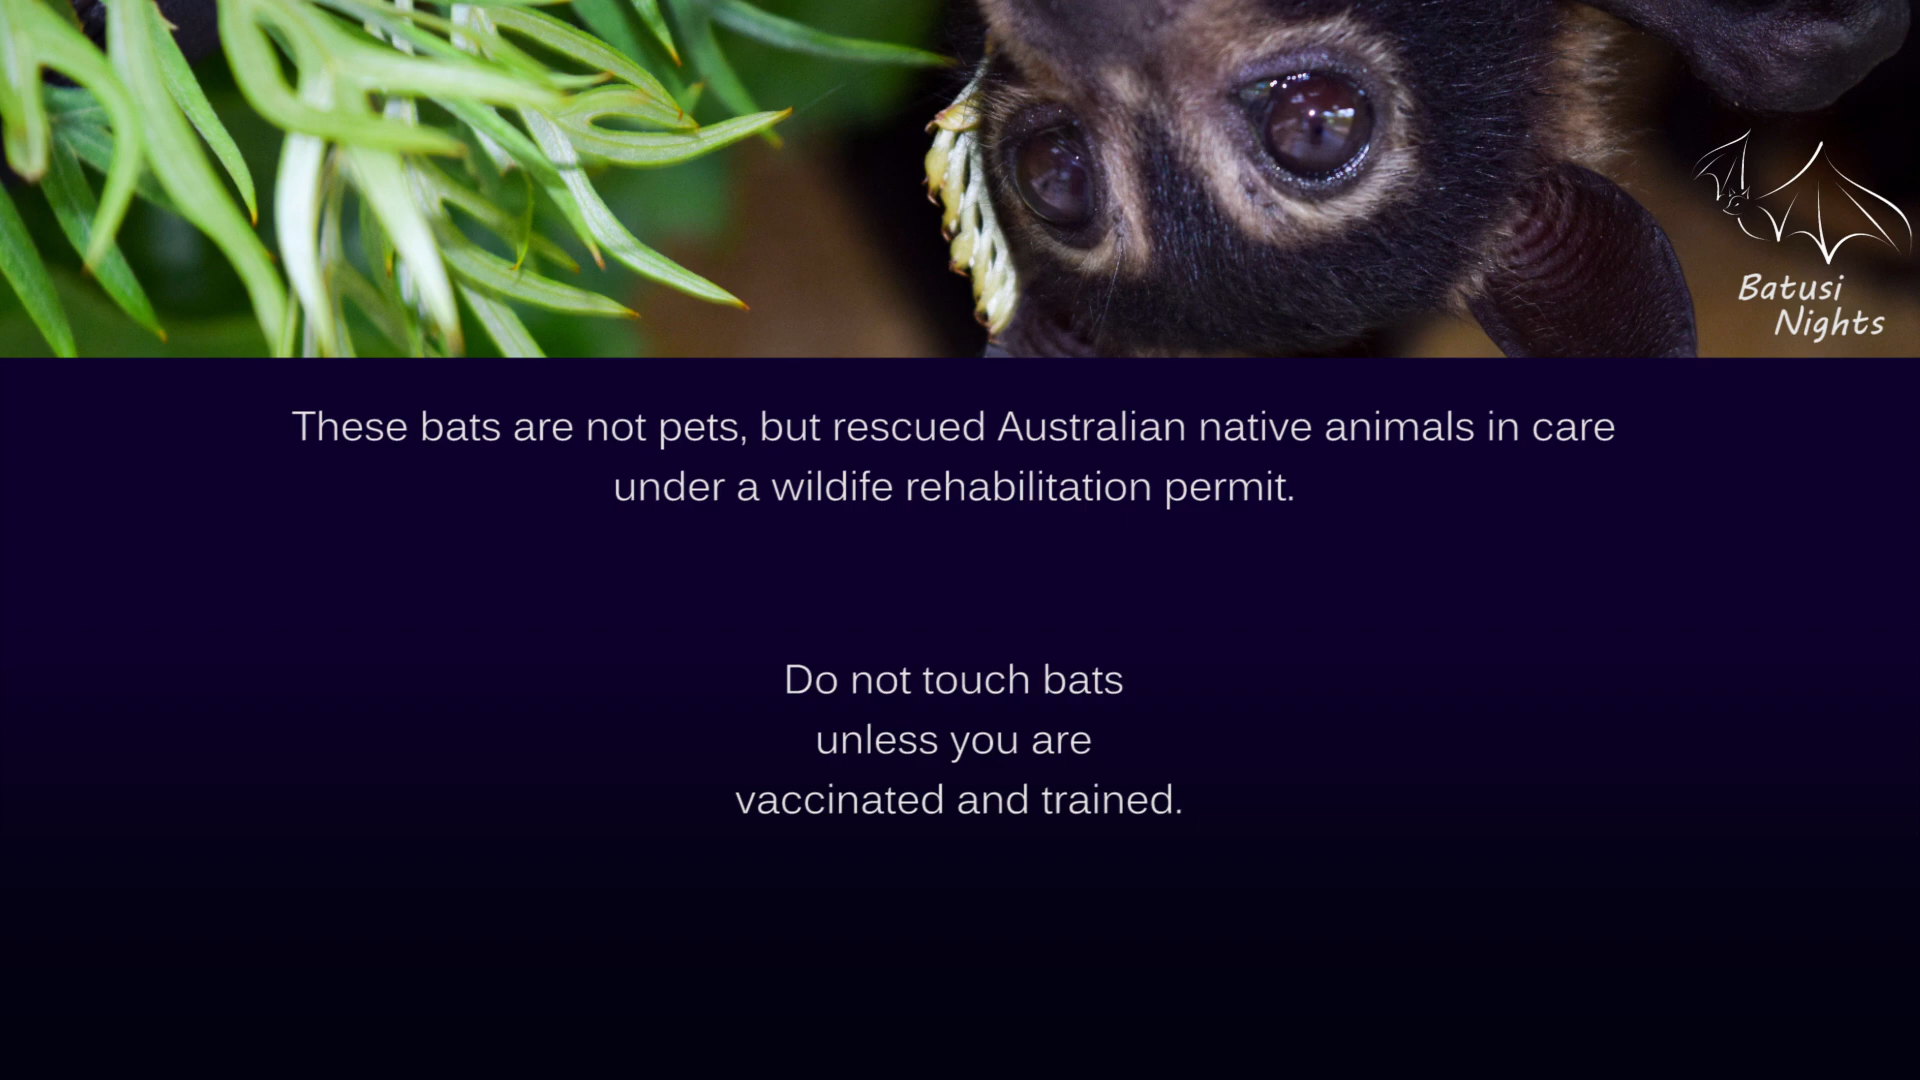 Batusi
Nights
These bats are not pets, but rescued Australian native animals in care
under a wildife rehabilitation permit.
Do not touch bats
unless you are
vaccinated and trained.